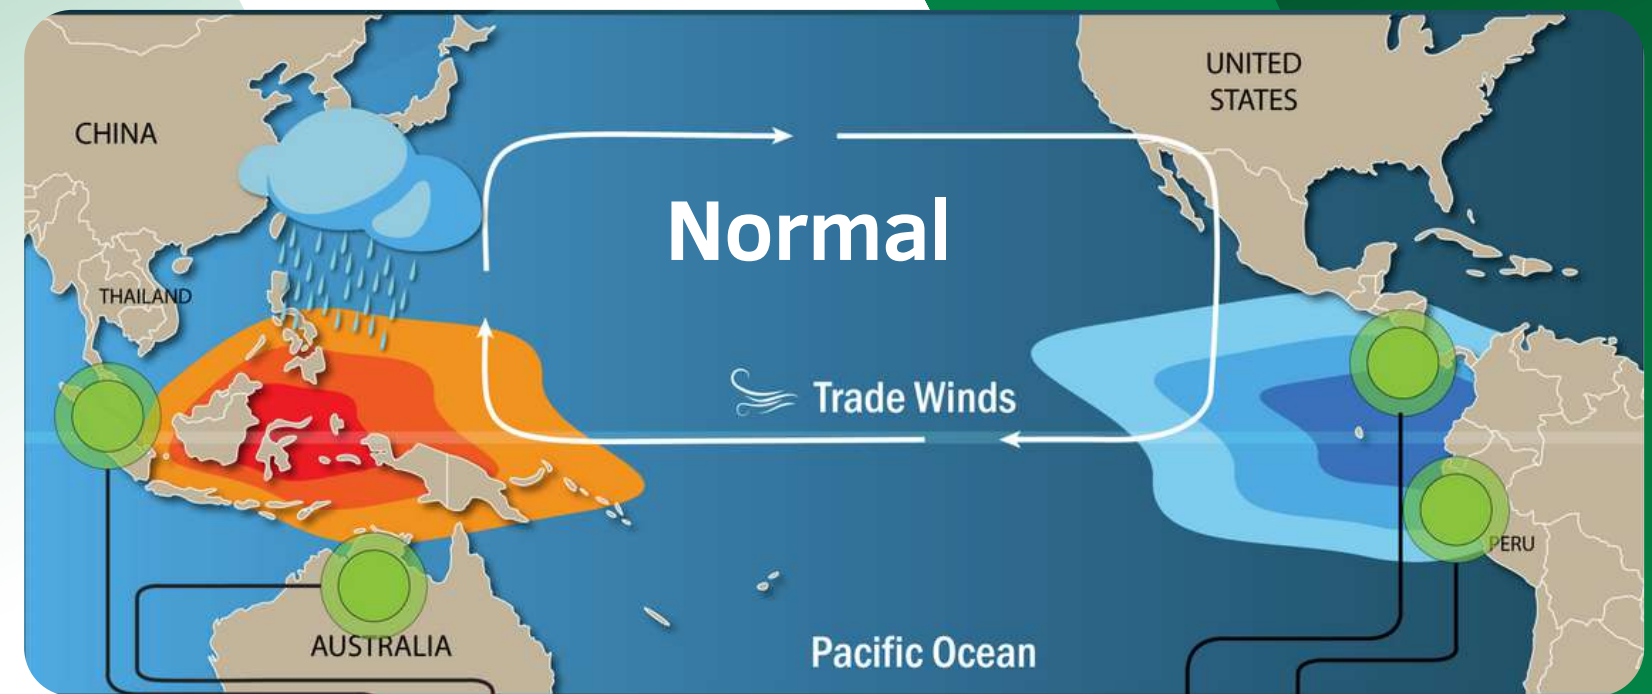 UNITED
STATES
CHINA
Normal
THAILAND
Trade Winds
PERU
AUSTRALIA
Pacific Ocean